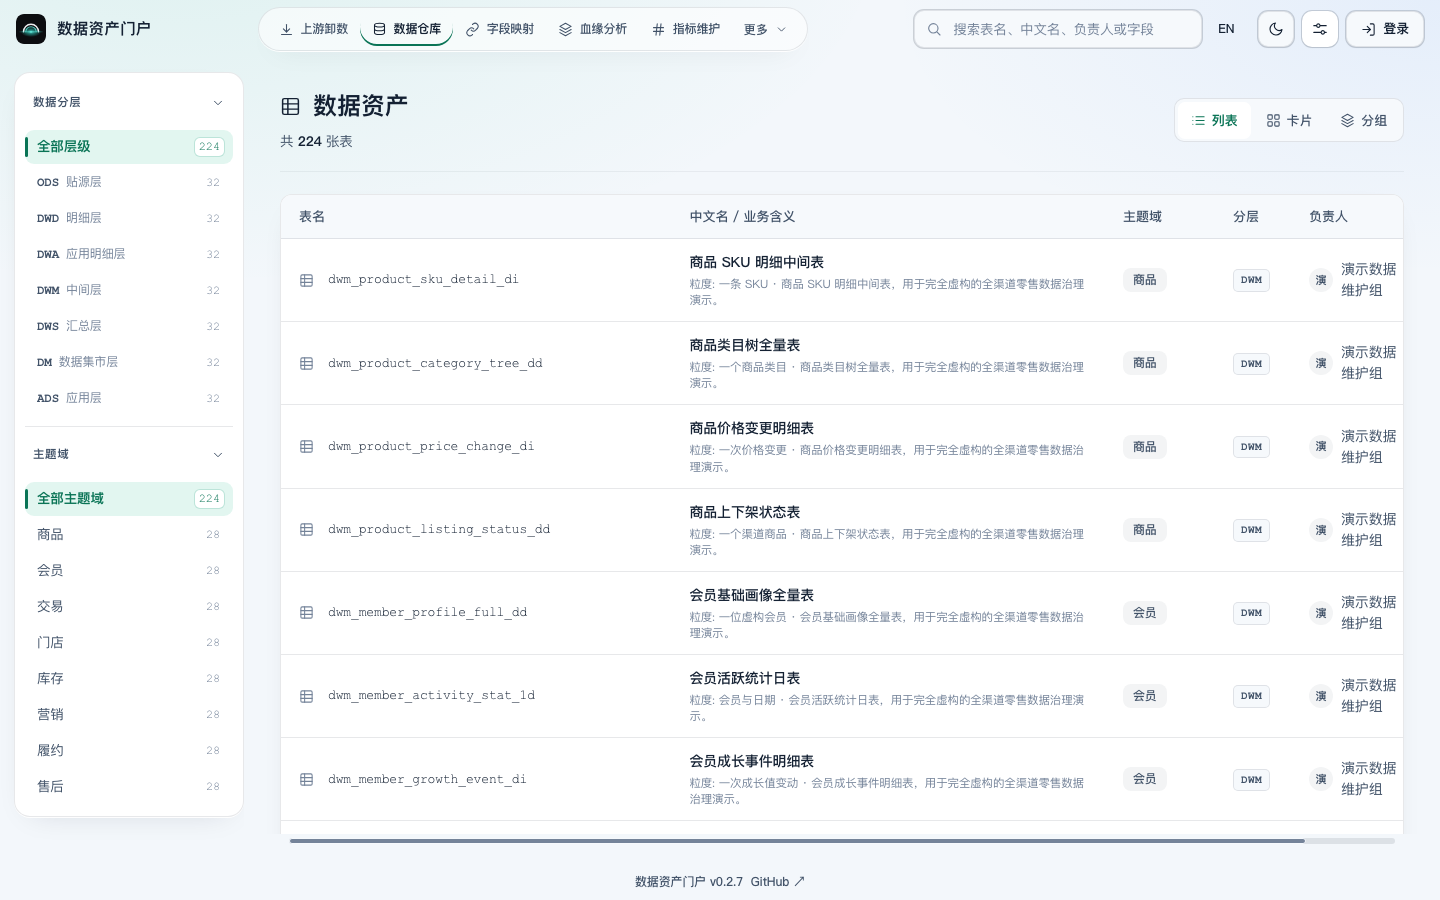 数据资产门户
上游卸数
数据仓库
字段映射
血缘分析
指标维护
更多
搜索表名、中文名、负责人或字段
EN
登录
数据分层
全部层级 224
ODS 贴源层 32
DWD 明细层 32
DWA 应用明细层 32
DWM 中间层 32
DWS 汇总层 32
DM 数据集市层 32
ADS 应用层 32
主题域
全部主题域 224
商品 28
会员 28
交易 28
门店 28
库存 28
营销 28
履约 28
售后 28
数据资产
共 224 张表
列表
卡片
分组
表名 中文名 / 业务含义 主题域 分层 负责人
dwm_product_sku_detail_di
商品 SKU 明细中间表
粒度: 一条 SKU · 商品 SKU 明细中间表，用于完全虚构的全渠道零售数据治理
演示。
商品
DWM
演
演示数据
维护组
dwm_product_category_tree_dd
商品类目树全量表
粒度: 一个商品类目 · 商品类目树全量表，用于完全虚构的全渠道零售数据治理
演示。
商品
DWM
演
演示数据
维护组
dwm_product_price_change_di
商品价格变更明细表
粒度: 一次价格变更 · 商品价格变更明细表，用于完全虚构的全渠道零售数据治
理演示。
商品
DWM
演
演示数据
维护组
dwm_product_listing_status_dd
商品上下架状态表
粒度: 一个渠道商品 · 商品上下架状态表，用于完全虚构的全渠道零售数据治理
演示。
商品
DWM
演
演示数据
维护组
dwm_member_profile_full_dd
会员基础画像全量表
粒度: 一位虚构会员 · 会员基础画像全量表，用于完全虚构的全渠道零售数据治
理演示。
会员
DWM
演
演示数据
维护组
dwm_member_activity_stat_1d
会员活跃统计日表
粒度: 会员与日期 · 会员活跃统计日表，用于完全虚构的全渠道零售数据治理演
示。
会员
DWM
演
演示数据
维护组
dwm_member_growth_event_di
会员成长事件明细表
粒度: 一次成长值变动 · 会员成长事件明细表，用于完全虚构的全渠道零售数据
治理演示。
会员
DWM
演
演示数据
维护组
数据资产门户 v0.2.7 GitHub ↗